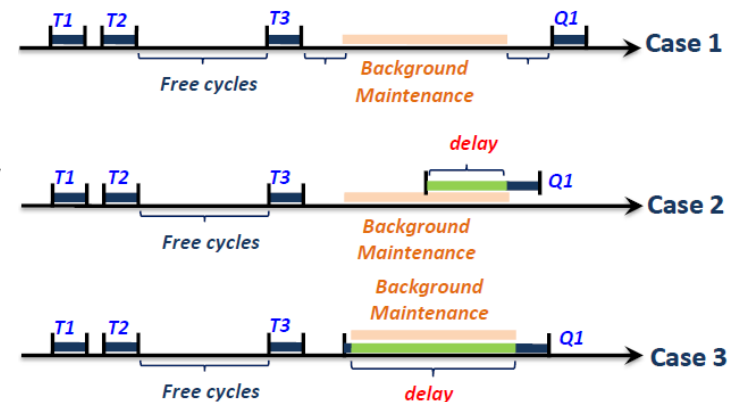 T1 T2 T3 Q1
Case 1
Free cycles
Background
Maintenance
delay
T1 T2 T3 Q1
Case 2
Free cycles
Background
Maintenance
Background
Maintenance
T1 T2 T3 Q1
Case 3
Free cycles
delay